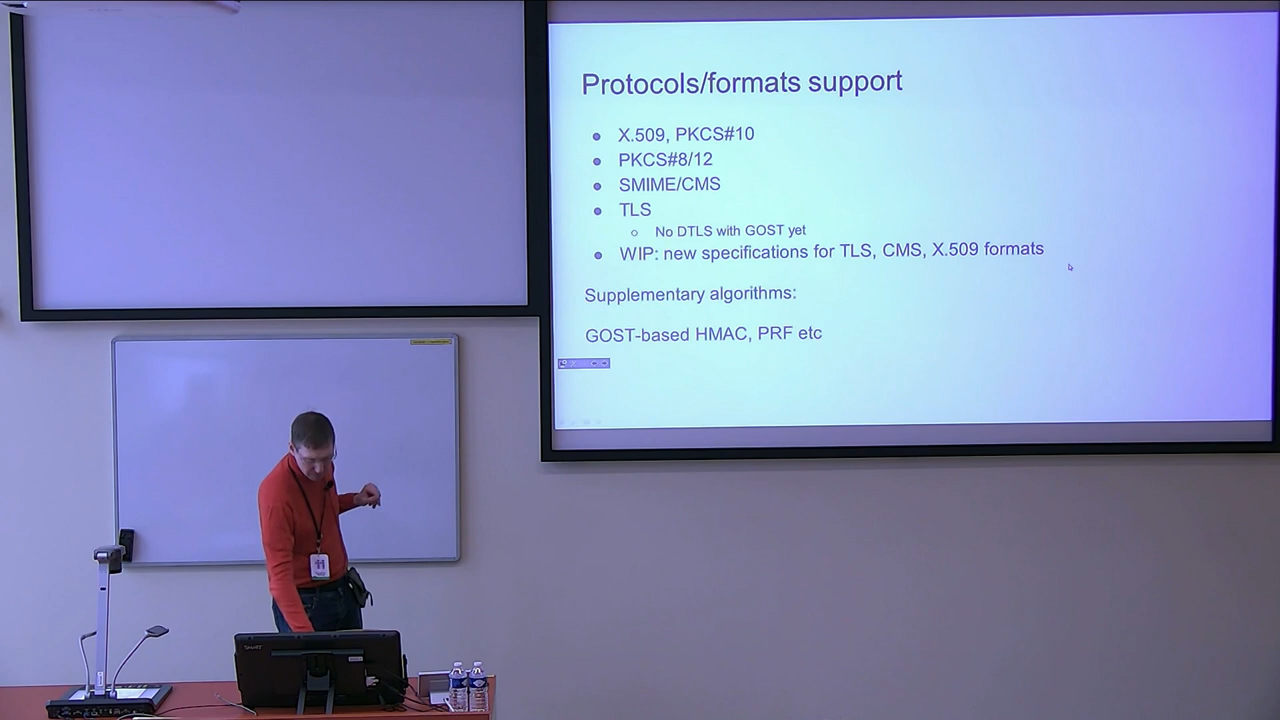 Protocols/formats support
X.509, PKCS#10
PKCS#8/12
SMIME/CMS
TLS
No DTLS with GOST yet
WIP: new specifications for TLS, CMS, X.509 formats
Supplementary algorithms:
GOST-based HMAC, PRF etc